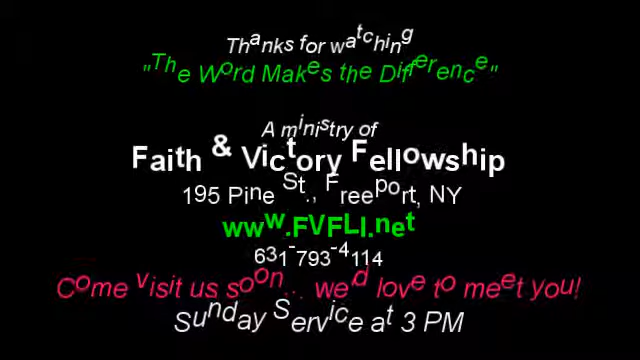 Thanks for watching
"The Word Makes the Difference"
A ministry of
Faith & Victory Fellowship
195 Pine St., Freeport, NY
www.FVFLI.net
631-793-4114
Come visit us soon... we'd love to meet you!
Sunday Service at 3 PM